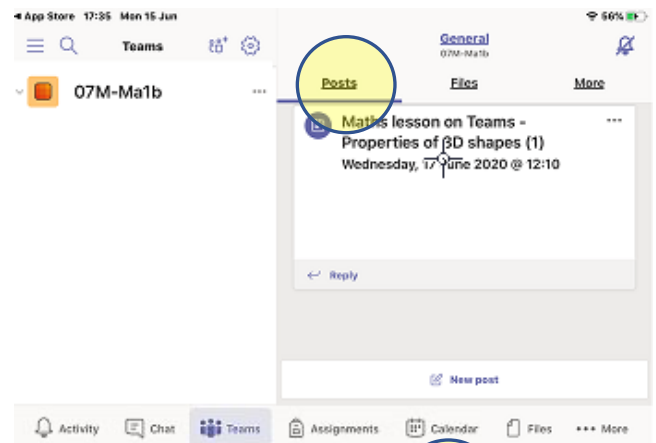 App Store 17:35 Mon 15 Jun 56%
Teams
General
07M-Ma1b
Posts Files More
07M-Ma1b
Maths lesson on Teams -
Properties of 3D shapes (1)
Wednesday, 17 June 2020 @ 12:10
Reply
New post
Activity Chat Teams Assignments Calendar Files More